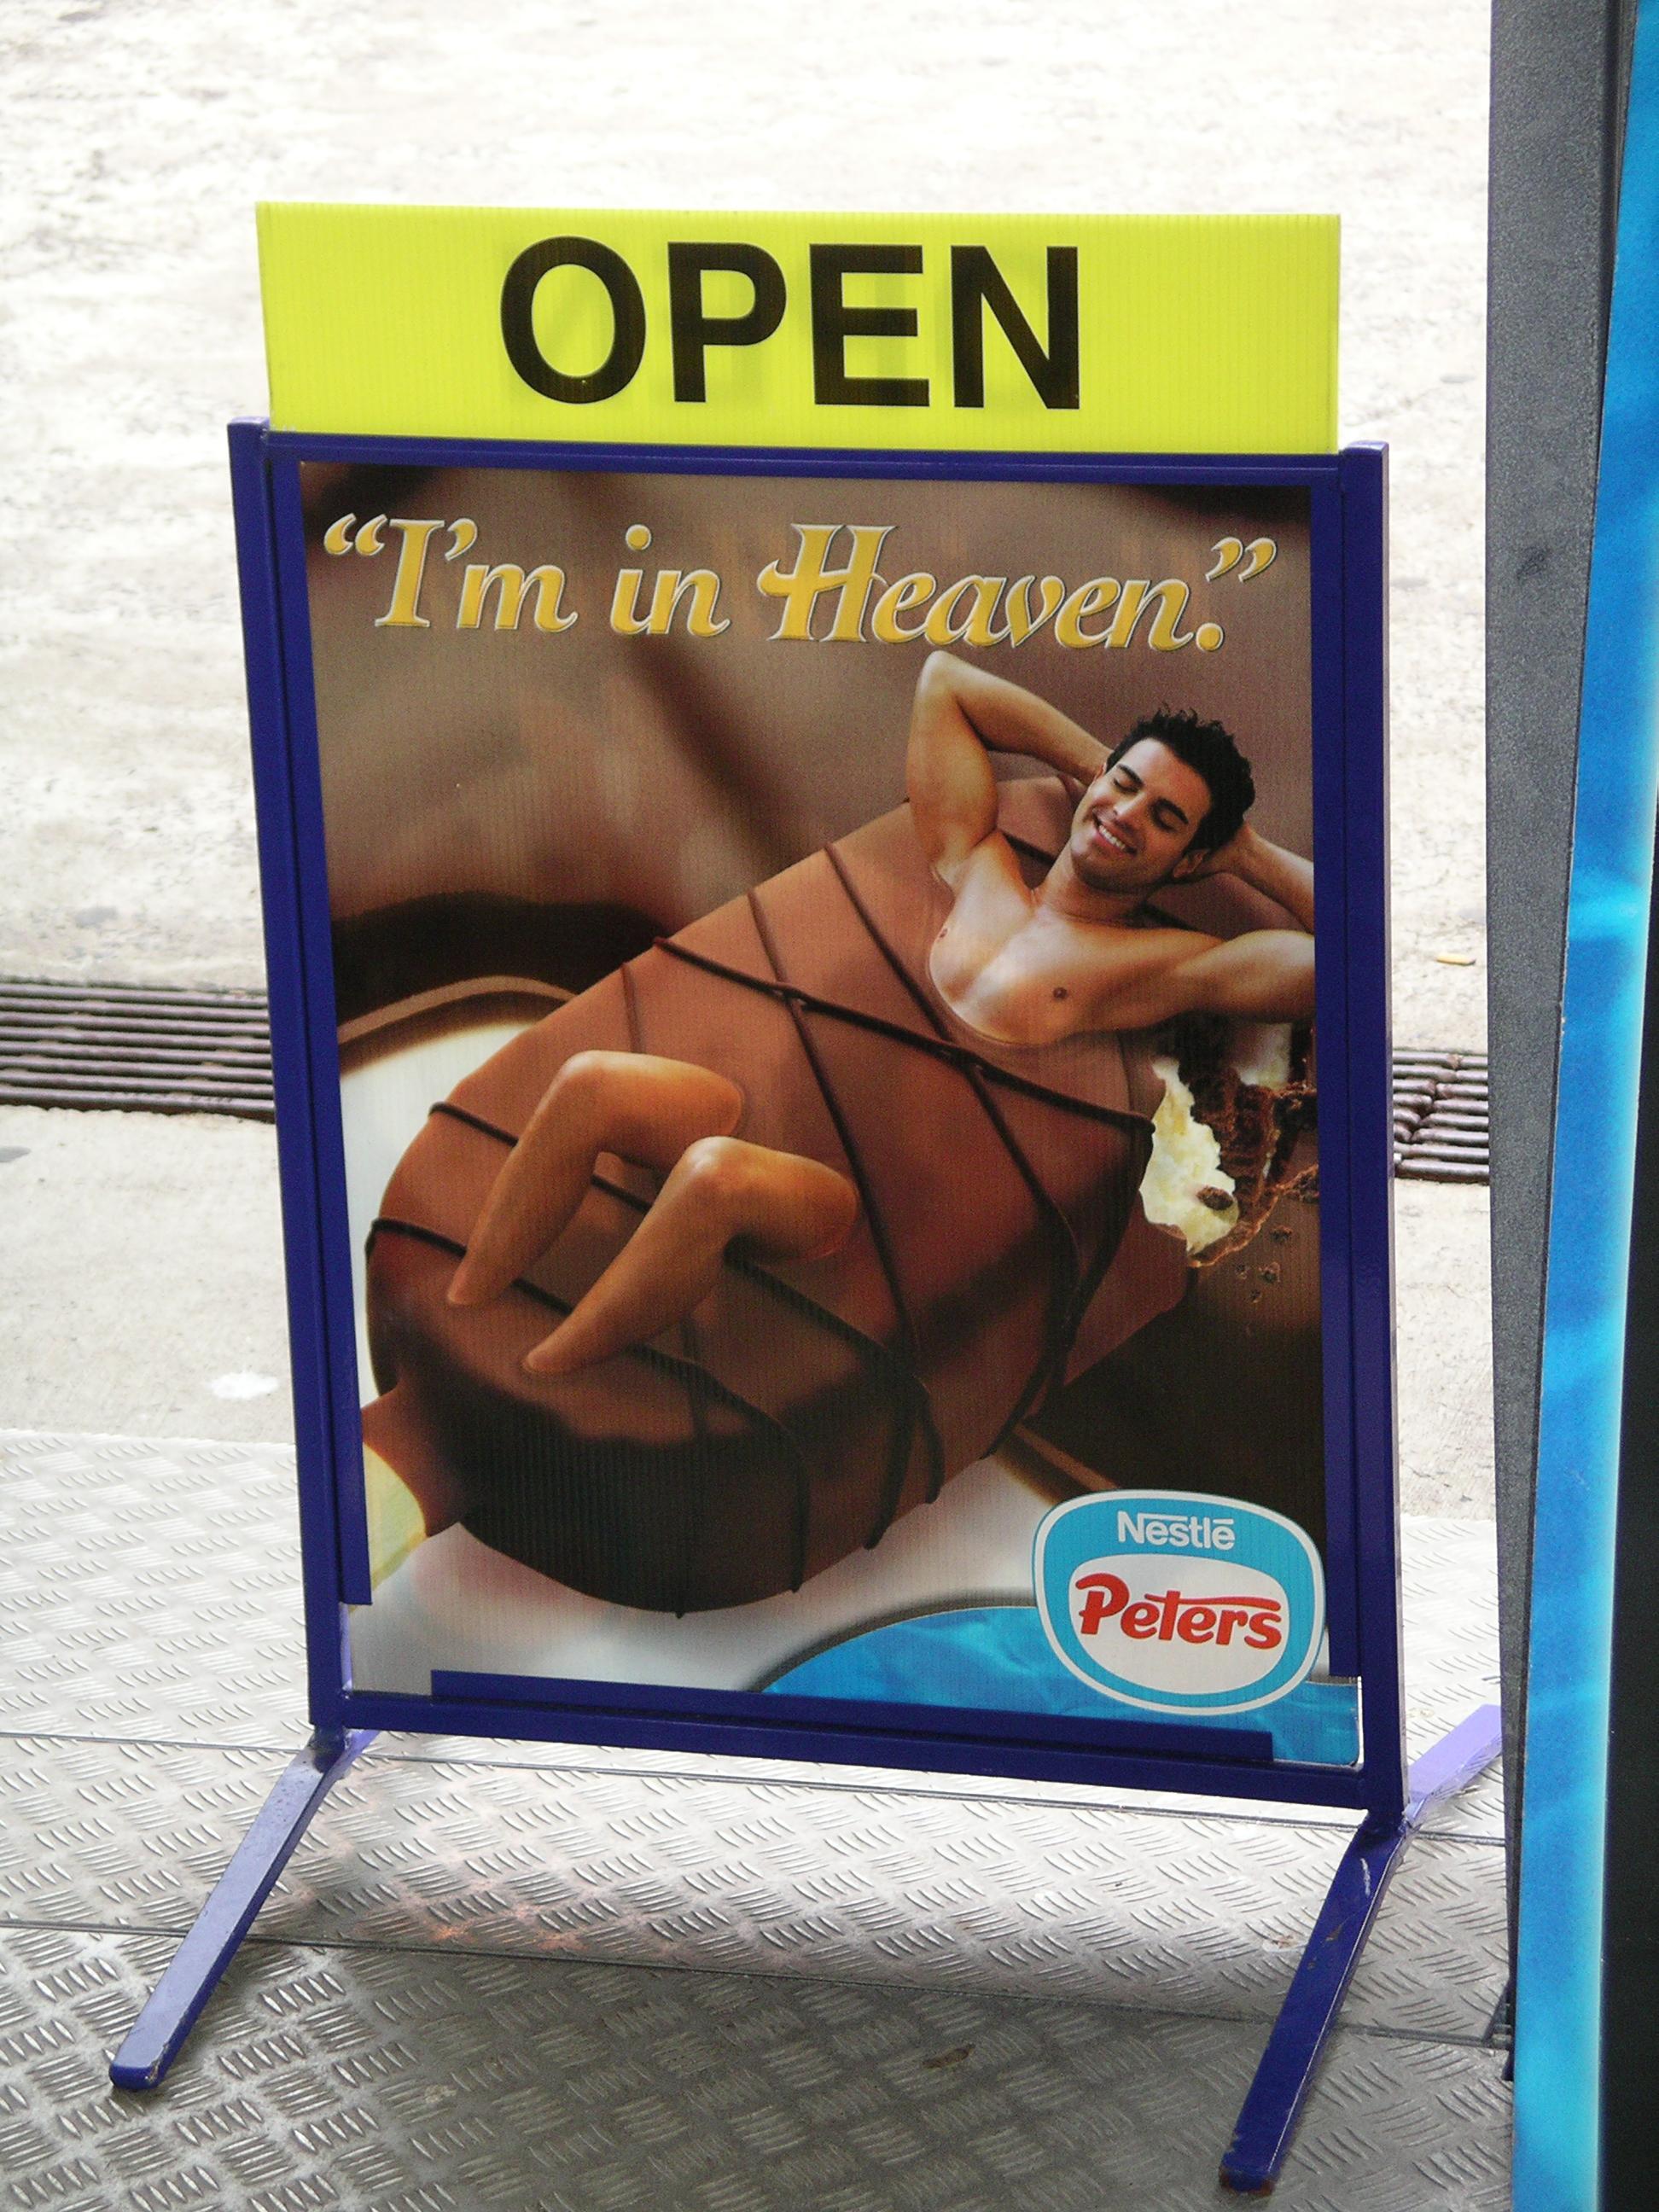 OPEN
“I'm in Heaven.”
Nestlé
Peters